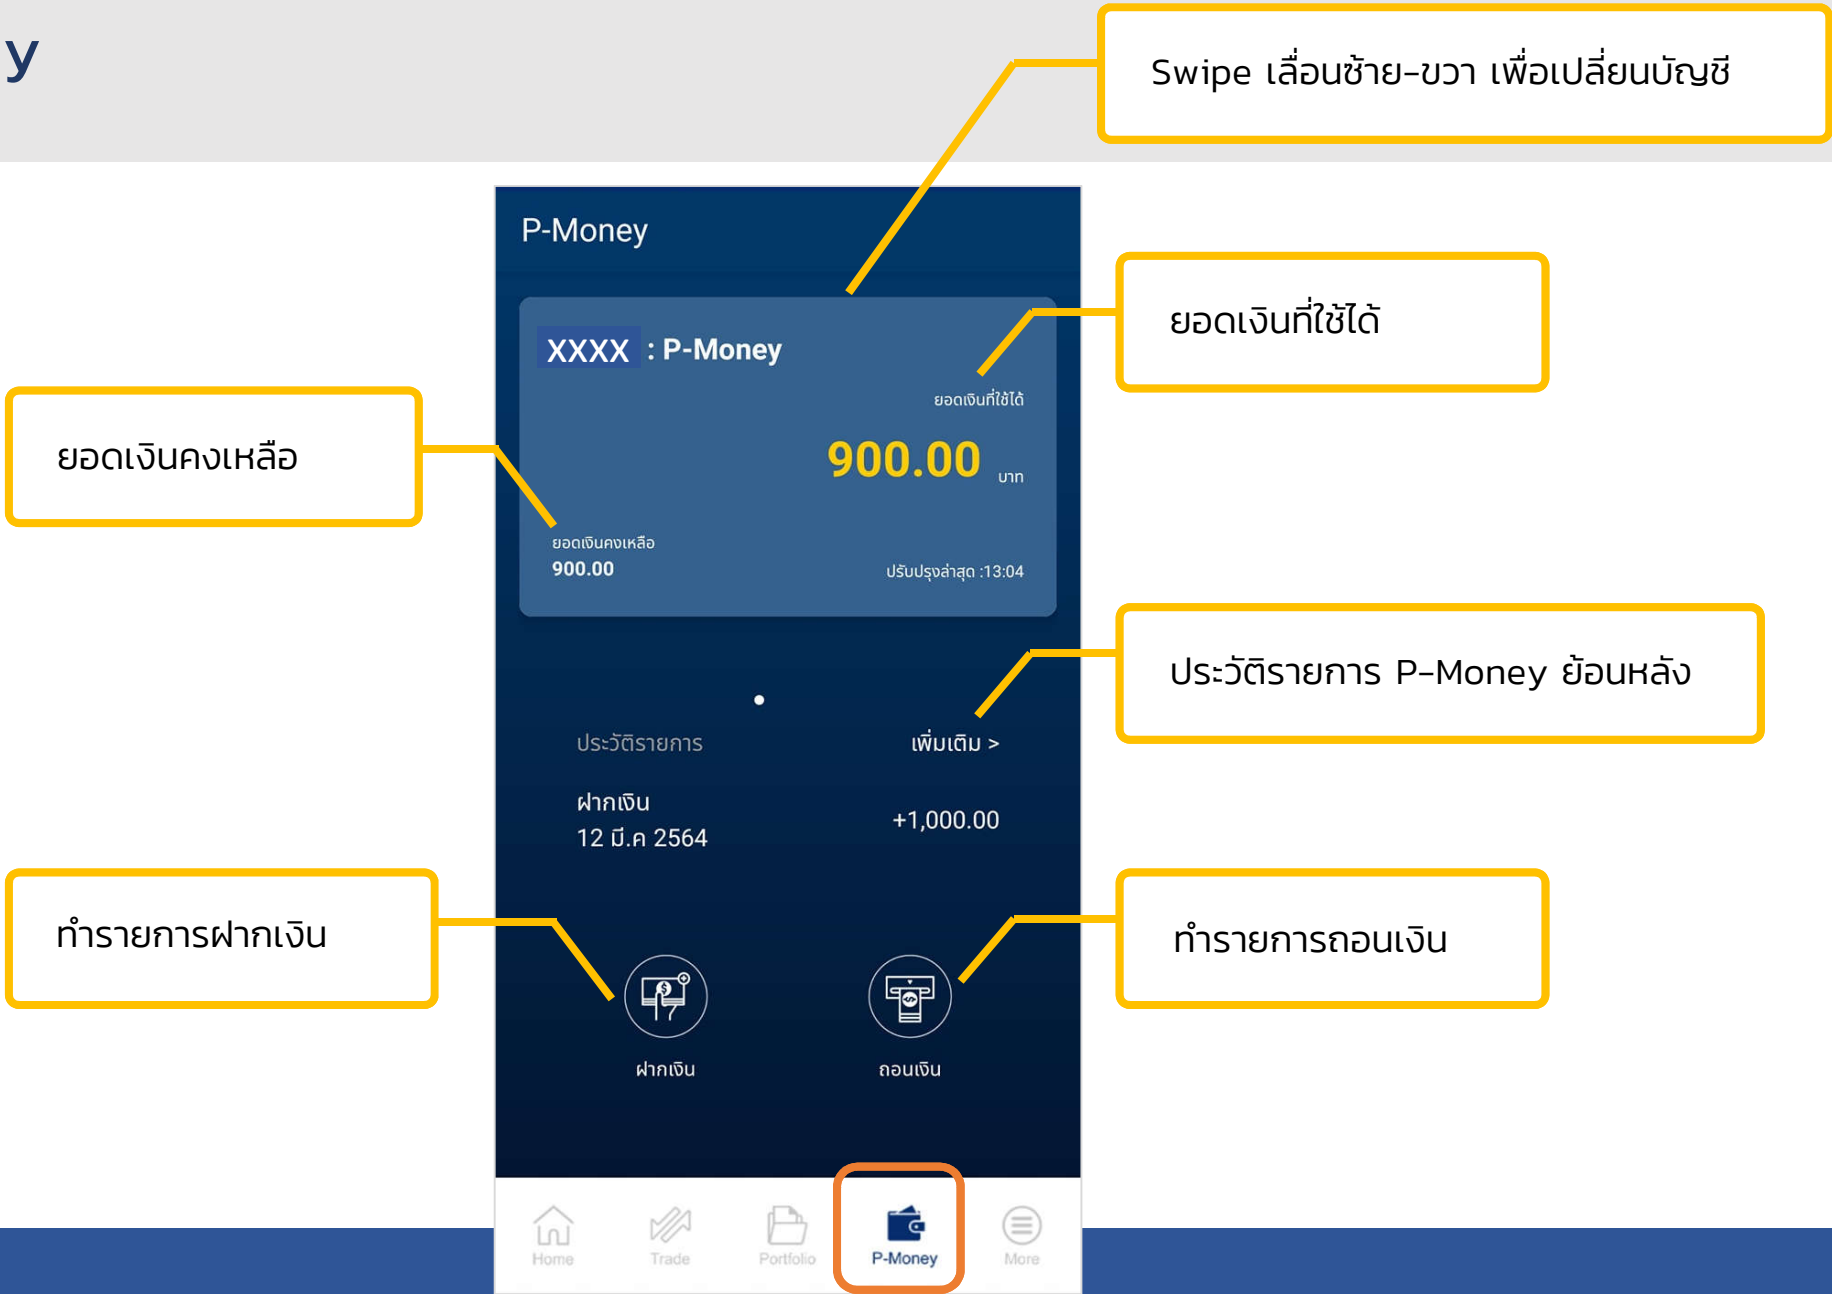 y
Swipe เลื่อนซ้าย-ขวา เพื่อเปลี่ยนบัญชี
P-Money
XXXX : P-Money
ยอดเงินที่ใช้ได้
ยอดเงินที่ใช้ได้
900.00 บาท
ยอดเงินคงเหลือ
ยอดเงินคงเหลือ
900.00
ปรับปรุงล่าสุด :13:04
ประวัติรายการ P-Money ย้อนหลัง
ประวัติรายการ
เพิ่มเติม >
ฝากเงิน
12 มี.ค 2564
+1,000.00
ทำรายการฝากเงิน
ทำรายการถอนเงิน
ฝากเงิน
ถอนเงิน
Home
Trade
Portfolio
P-Money
More